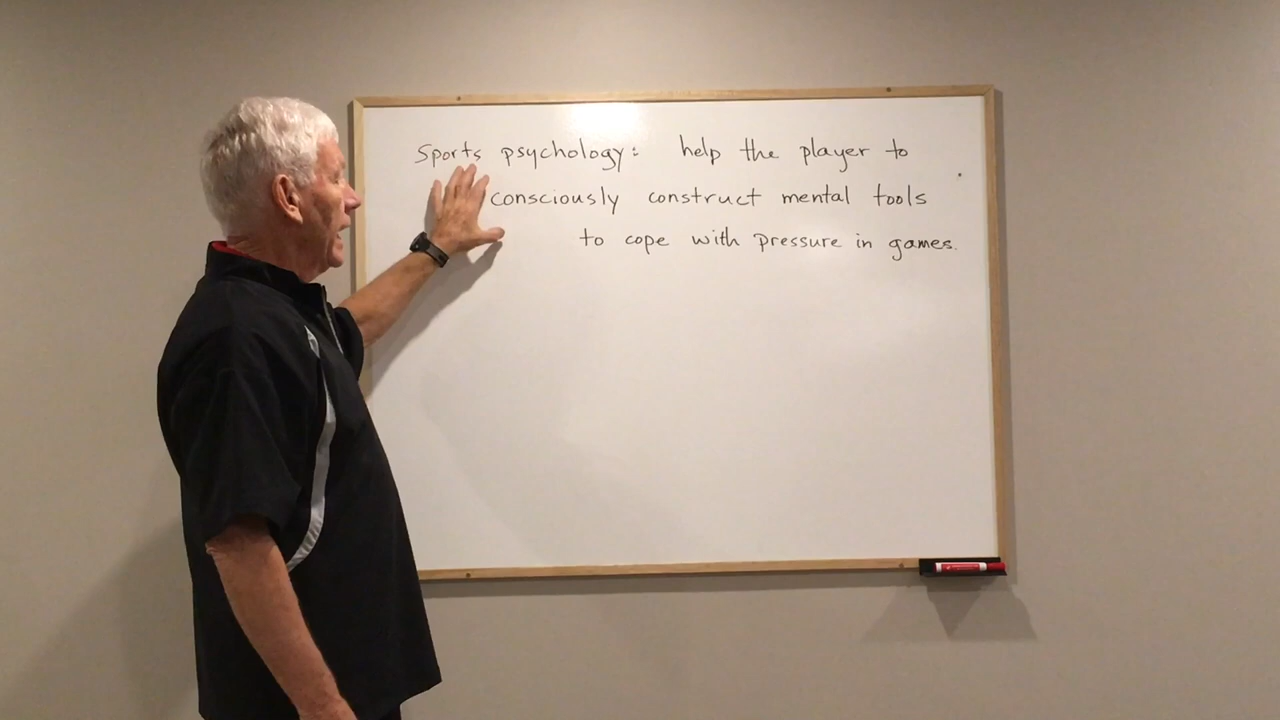 Sports psychology: help the player to
consciously construct mental tools
to cope with pressure in games.